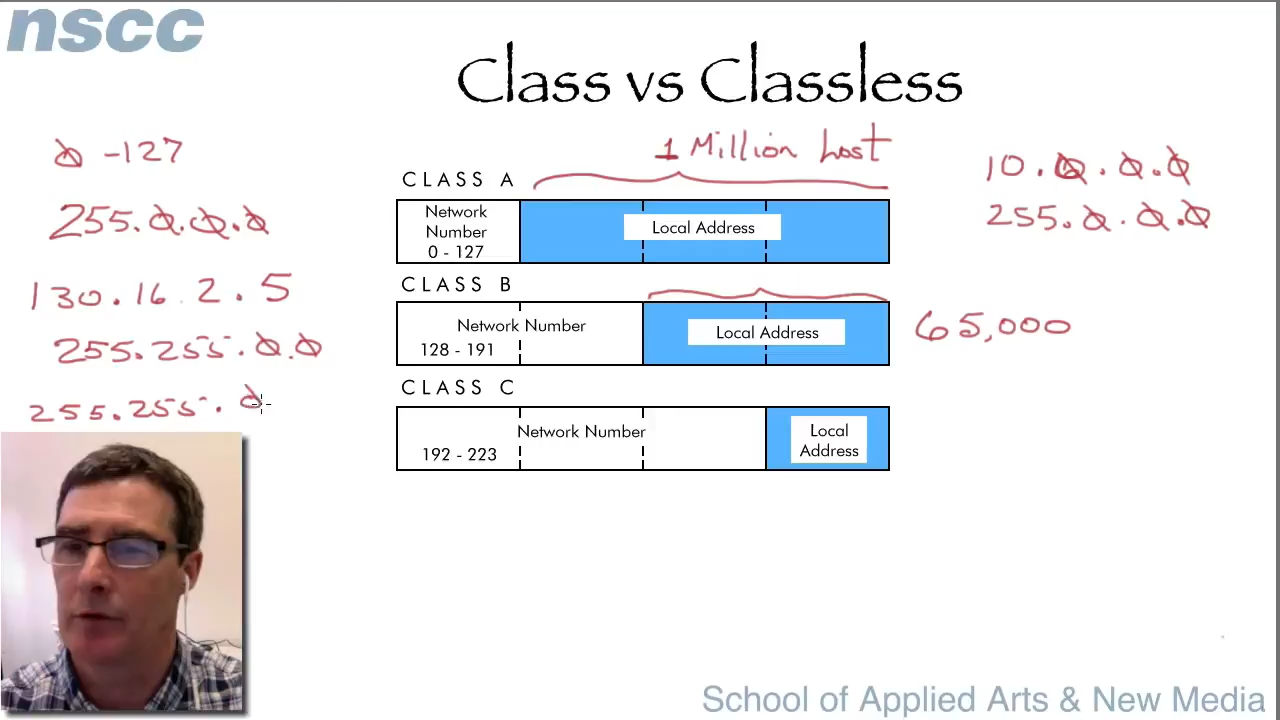 nscc
Class vs Classless
0 -127
255.0.0.0
130.16 2.5
255.255.0.0
255.255.0
1 Million host
10.0.0.0
255.0.0.0
CLASS A
Network
Number
0 - 127
Local Address
CLASS B
Network Number
128 - 191
Local Address
65,000
CLASS C
Network Number
192 - 223
Local
Address
School of Applied Arts & New Media